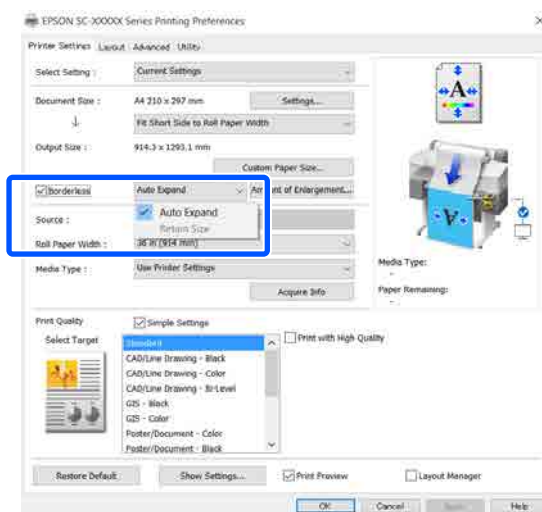 EPSON SC-XXXXX Series Printing Preferences
Printer Settings Layout Advanced Utility
Select Setting : Current Settings
Document Size : A4 210 x 297 mm Settings...
Fit Short Side to Roll Paper Width
Output Size : 914.3 x 1293.1 mm
Custom Paper Size...
Borderless Auto Expand Amount of Enlargement...
Auto Expand
Retain Size
Source :
Roll Paper Width : 36 in (914 mm)
Media Type : Use Printer Settings
Acquire Info
A
Media Type:
-
Paper Remaining:
-
Print Quality Simple Settings
Select Target Standard
CAD/Line Drawing - Black
CAD/Line Drawing - Color
CAD/Line Drawing - Bi-Level
GIS - Black
GIS - Color
Poster/Document - Color
Poster/Document - Black
Print with High Quality
Restore Default Show Settings... Print Preview Layout Manager
OK Cancel Help